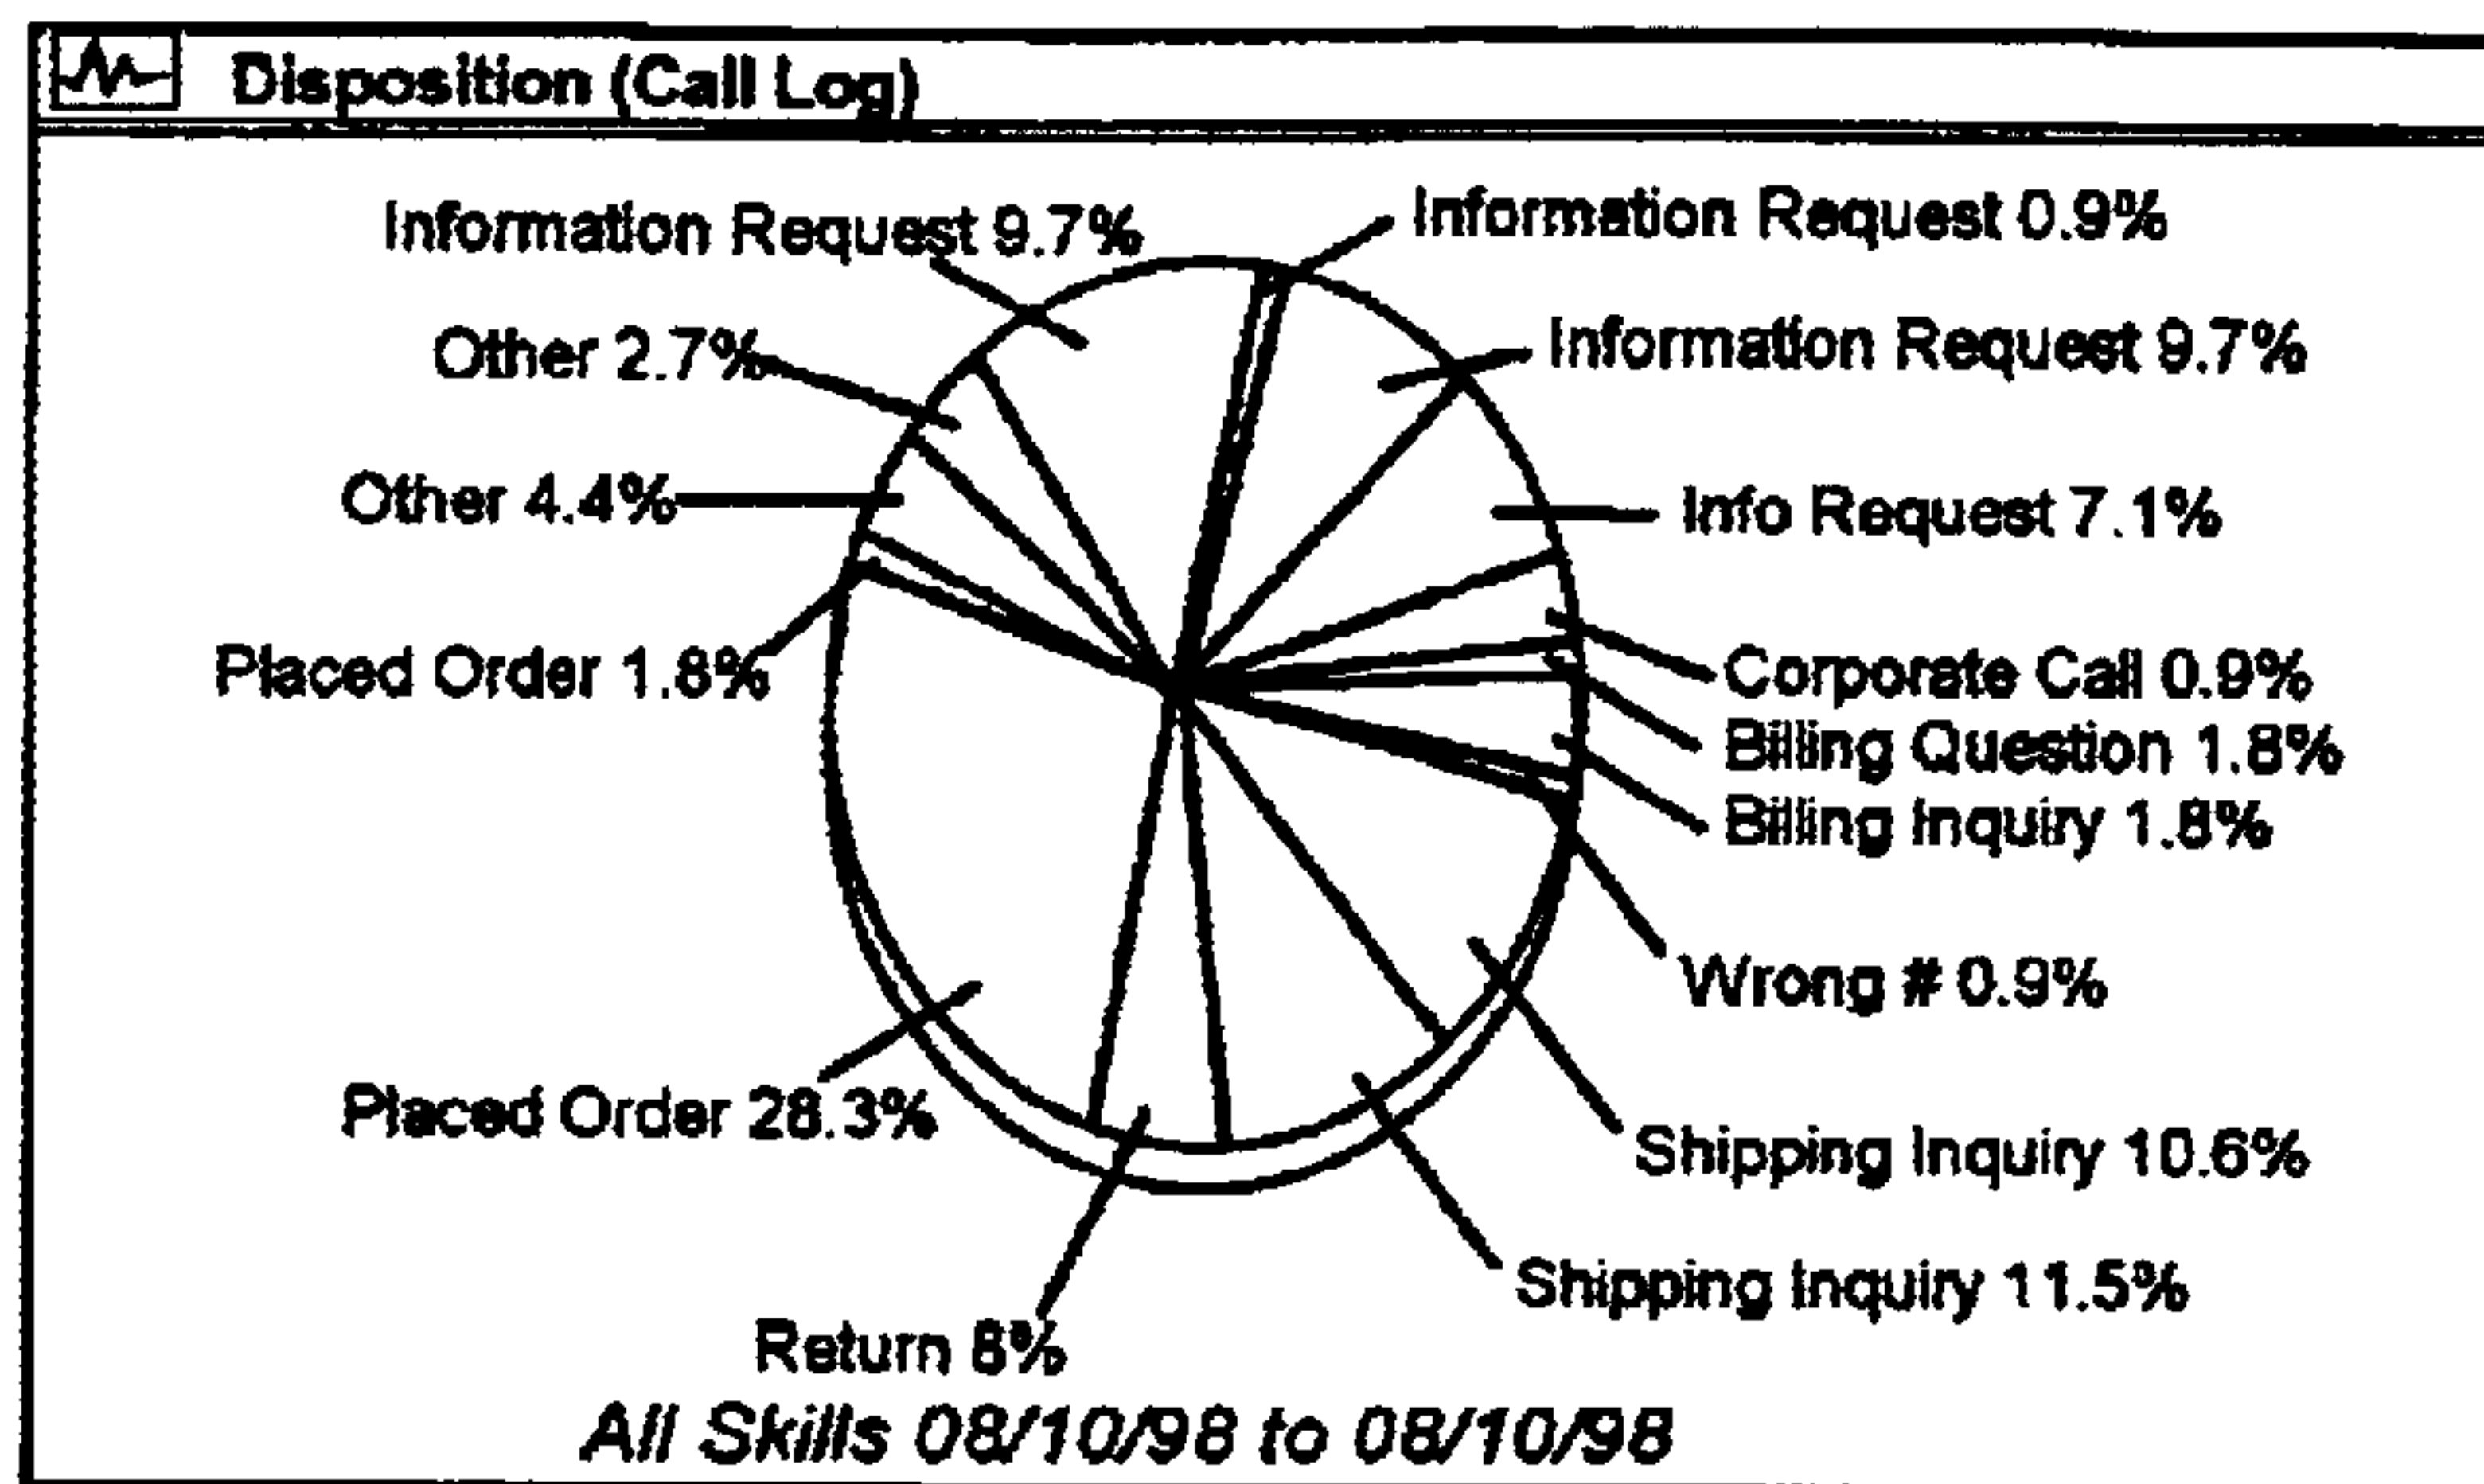 Disposition (Call Log)
Information Request 9.7%
Information Request 0.9%
Other 2.7%
Information Request 9.7%
Other 4.4%
Info Request 7.1%
Placed Order 1.8%
Corporate Call 0.9%
Billing Question 1.8%
Billing Inquiry 1.8%
Wrong # 0.9%
Placed Order 28.3%
Shipping Inquiry 10.6%
Shipping Inquiry 11.5%
Return 8%
All Skills 08/10/98 to 08/10/98